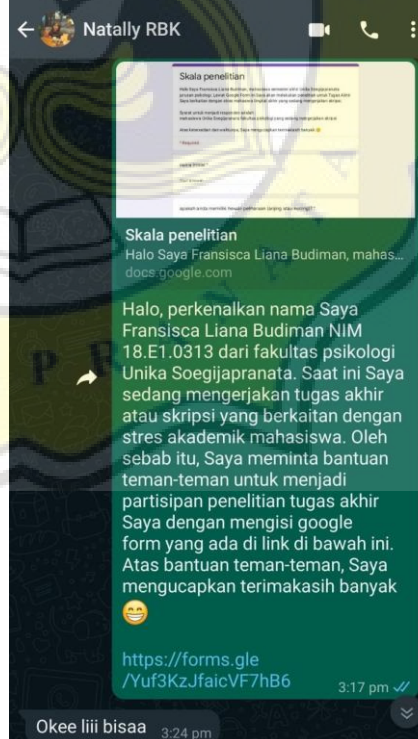 Natally RBK
Skala penelitian
Skala penelitian
Halo Saya Fransisca Liana Budiman, mahas...
docs.google.com
Halo, perkenalkan nama Saya
Fransisca Liana Budiman NIM
18.E1.0313 dari fakultas psikologi
Unika Soegijapranata. Saat ini Saya
sedang mengerjakan tugas akhir
atau skripsi yang berkaitan dengan
stres akademik mahasiswa. Oleh
sebab itu, Saya meminta bantuan
teman-teman untuk menjadi
partisipan penelitian tugas akhir
Saya dengan mengisi google
form yang ada di link di bawah ini.
Atas bantuan teman-teman, Saya
mengucapkan terimakasih banyak
😁
https://forms.gle
/Yuf3KzJfaicVF7hB6
3:17 pm
Okee liii bisaa 3:24 pm